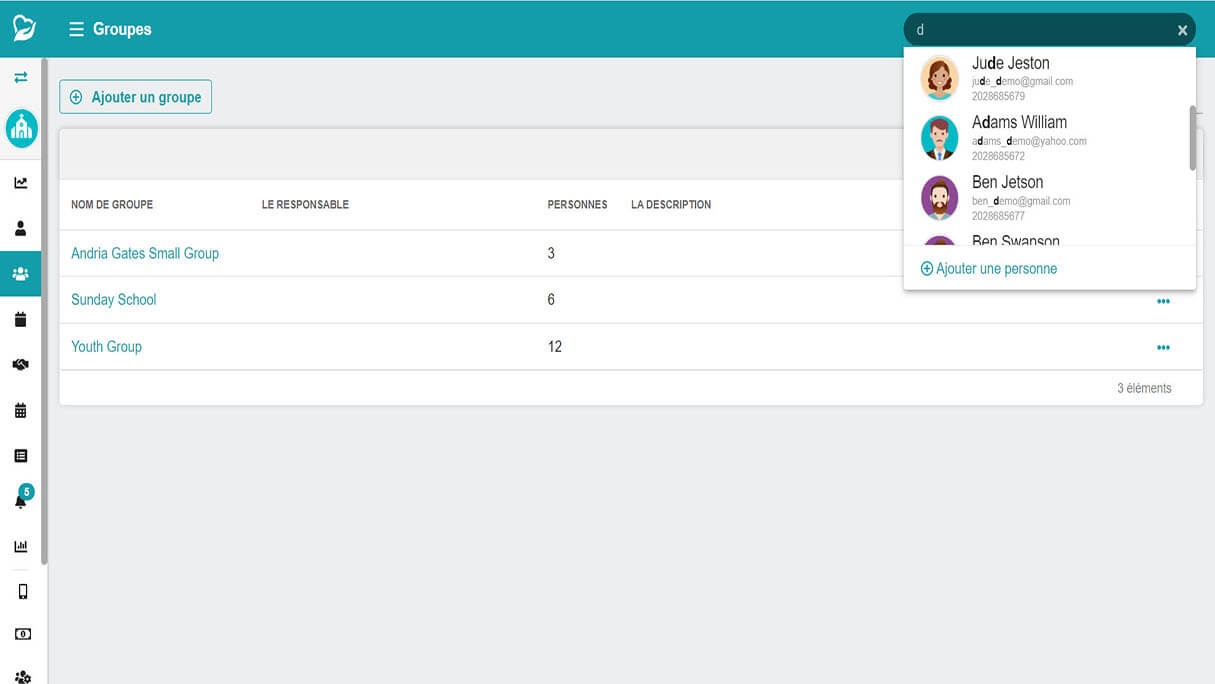 Groupes
d
Jude Jeston
jude_demo@gmail.com
2028685679
Adams William
adams_demo@yahoo.com
2028685672
Ben Jetson
ben_demo@gmail.com
2028685677
Ben Swanson
Ajouter une personne
Ajouter un groupe
NOM DE GROUPE LE RESPONSABLE PERSONNES LA DESCRIPTION
Andria Gates Small Group 3
Sunday School 6
Youth Group 12
3 éléments
5